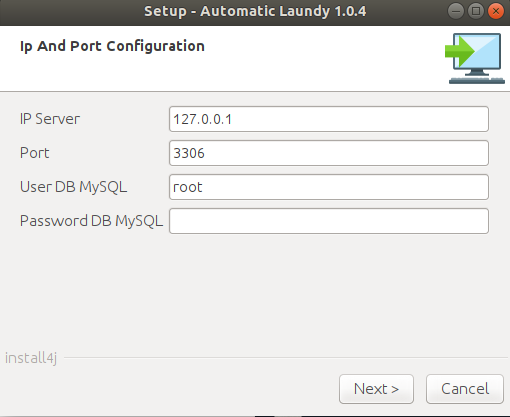 Setup - Automatic Laundy 1.0.4
Ip And Port Configuration
IP Server 127.0.0.1
Port 3306
User DB MySQL root
Password DB MySQL
install4j
Next > Cancel